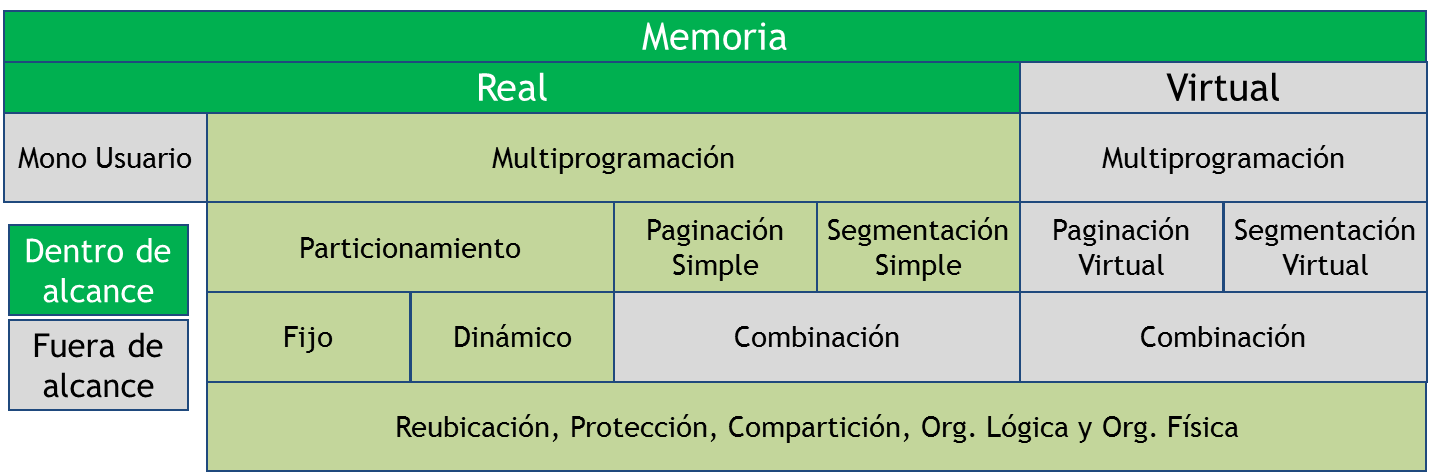 Memoria
Real
Virtual
Mono Usuario
Multiprogramación
Multiprogramación
Particionamiento
Paginación
Simple
Segmentación
Simple
Paginación
Virtual
Segmentación
Virtual
Dentro de
alcance
Fijo
Dinámico
Combinación
Combinación
Fuera de
alcance
Reubicación, Protección, Compartición, Org. Lógica y Org. Física